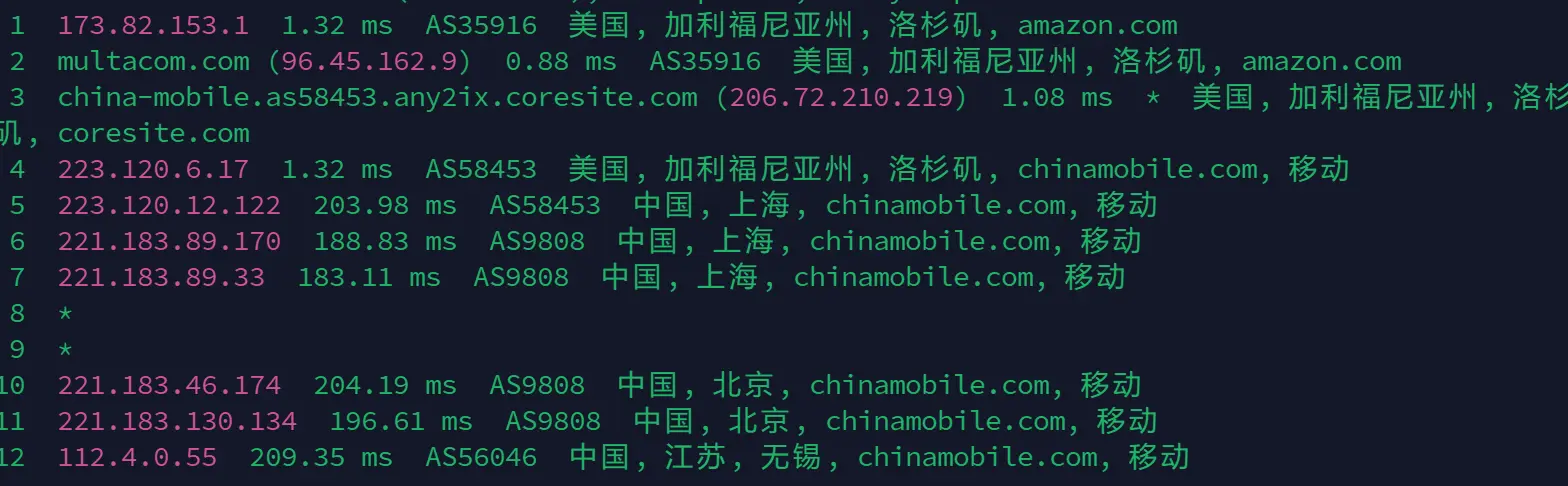 1 173.82.153.1 1.32 ms AS35916 美国, 加利福尼亚州, 洛杉矶, amazon.com
2 multacom.com (96.45.162.9) 0.88 ms AS35916 美国, 加利福尼亚州, 洛杉矶, amazon.com
3 china-mobile.as58453.any2ix.coresite.com (206.72.210.219) 1.08 ms * 美国, 加利福尼亚州, 洛杉
矶, coresite.com
4 223.120.6.17 1.32 ms AS58453 美国, 加利福尼亚州, 洛杉矶, chinamobile.com, 移动
5 223.120.12.122 203.98 ms AS58453 中国, 上海, chinamobile.com, 移动
6 221.183.89.170 188.83 ms AS9808 中国, 上海, chinamobile.com, 移动
7 221.183.89.33 183.11 ms AS9808 中国, 上海, chinamobile.com, 移动
8 *
9 *
10 221.183.46.174 204.19 ms AS9808 中国, 北京, chinamobile.com, 移动
11 221.183.130.134 196.61 ms AS9808 中国, 北京, chinamobile.com, 移动
12 112.4.0.55 209.35 ms AS56046 中国, 江苏, 无锡, chinamobile.com, 移动